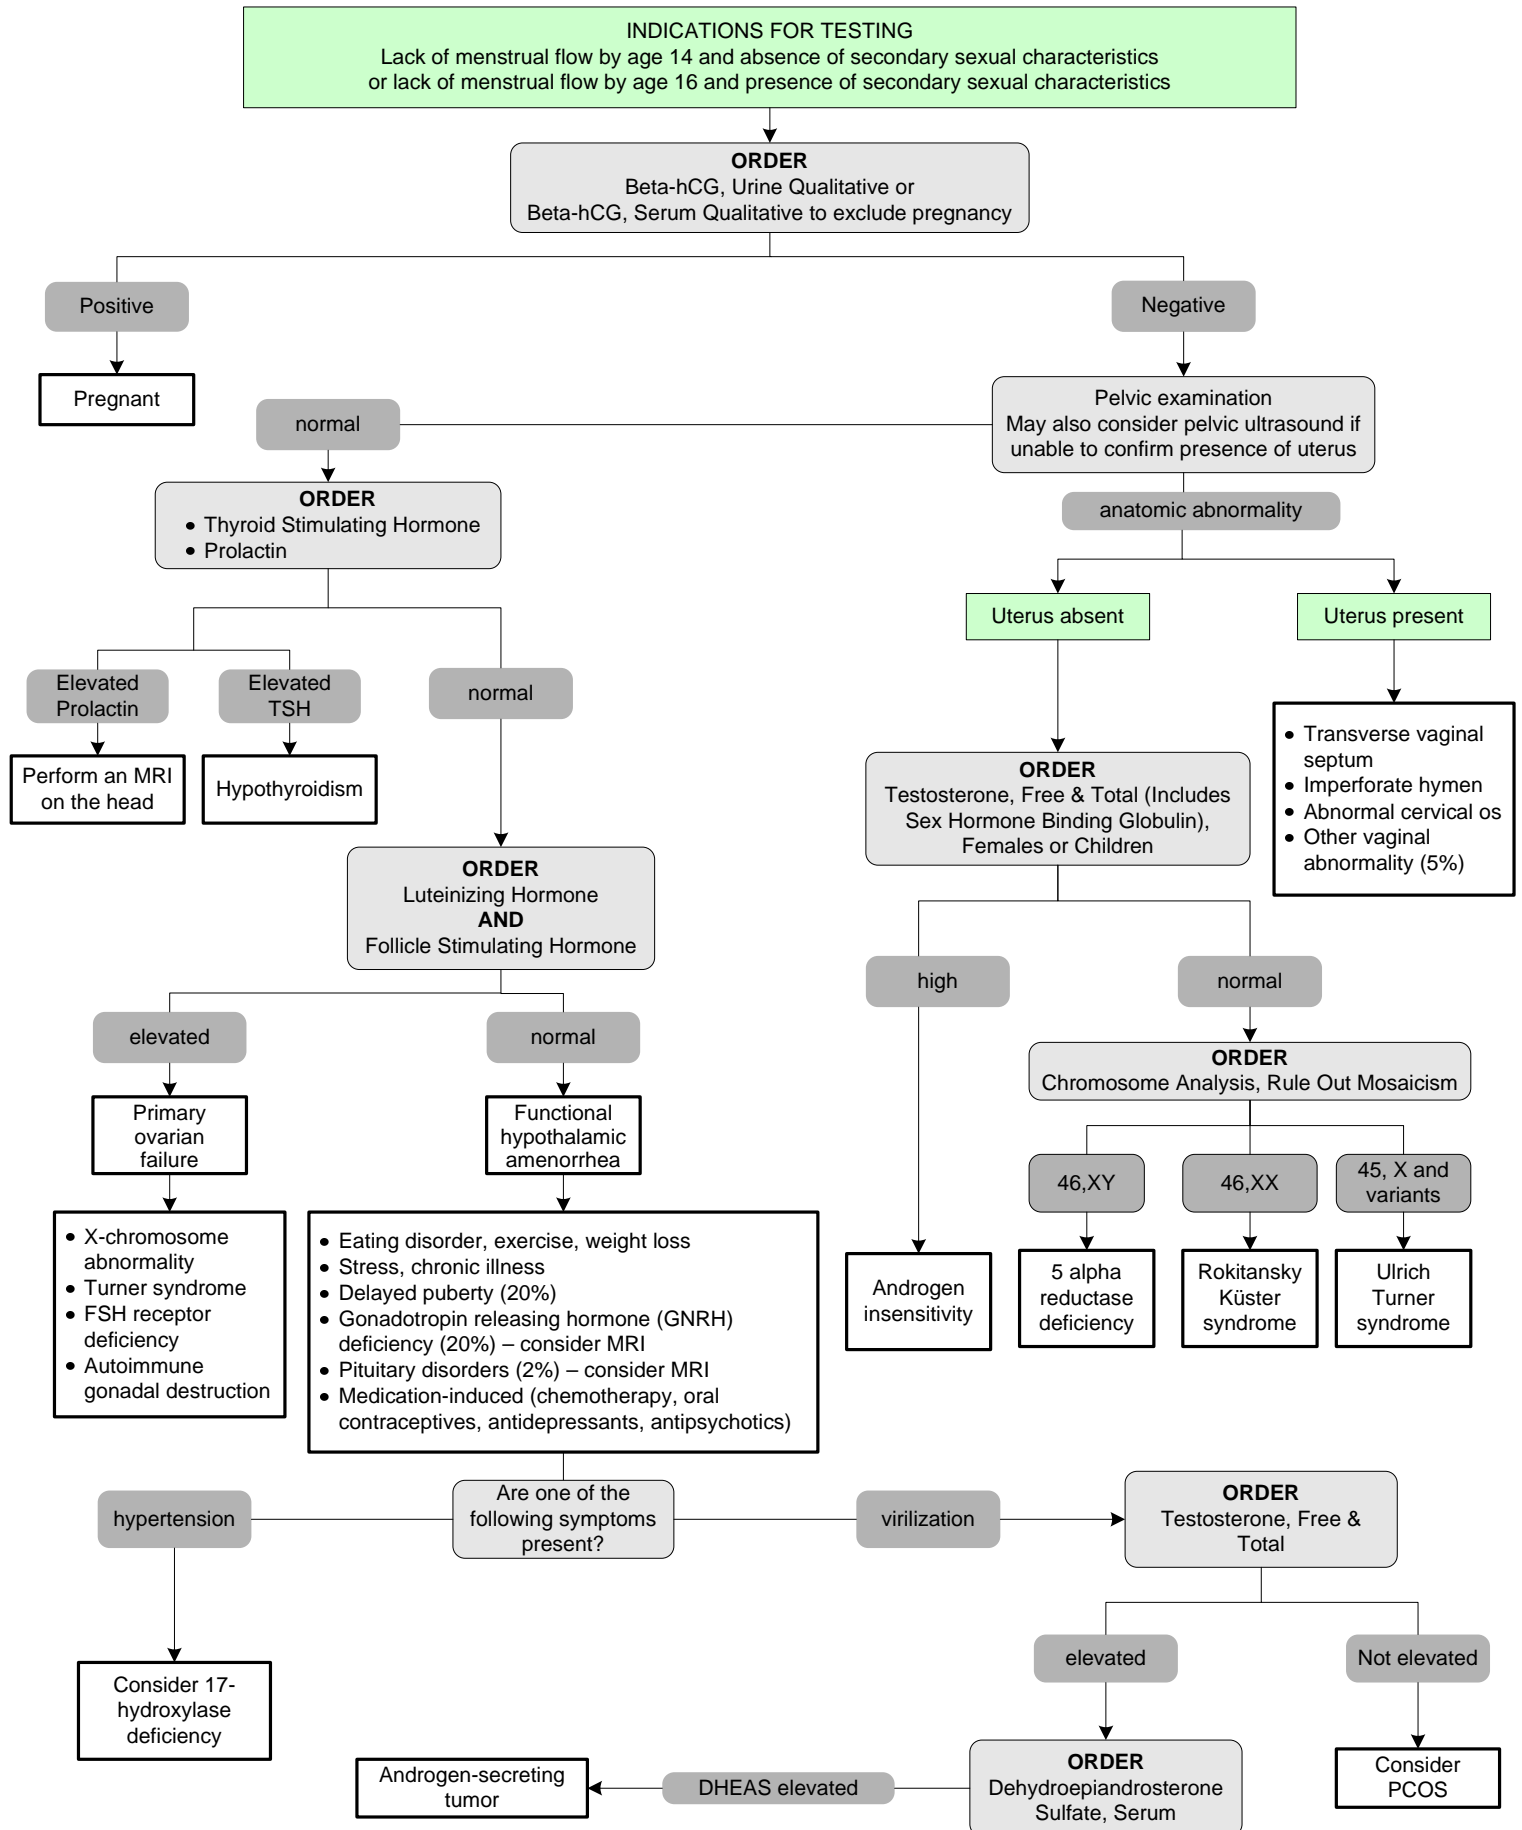 INDICATIONS FOR TESTING
Lack of menstrual flow by age 14 and absence of secondary sexual characteristics
or lack of menstrual flow by age 16 and presence of secondary sexual characteristics
ORDER
Beta-hCG, Urine Qualitative or
Beta-hCG, Serum Qualitative to exclude pregnancy
Positive
Negative
Pregnant
Pelvic examination
May also consider pelvic ultrasound if
unable to confirm presence of uterus
normal
anatomic abnormality
ORDER
• Thyroid Stimulating Hormone
• Prolactin
Uterus absent
Uterus present
Elevated
Prolactin
Elevated
TSH
normal
Perform an MRI
on the head
Hypothyroidism
• Transverse vaginal
septum
• Imperforate hymen
• Abnormal cervical os
• Other vaginal
abnormality (5%)
ORDER
Testosterone, Free & Total (Includes
Sex Hormone Binding Globulin),
Females or Children
ORDER
Luteinizing Hormone
AND
Follicle Stimulating Hormone
high
normal
elevated
normal
ORDER
Chromosome Analysis, Rule Out Mosaicism
Primary
ovarian
failure
Functional
hypothalamic
amenorrhea
46,XY
46,XX
45, X and
variants
• X-chromosome
abnormality
• Turner syndrome
• FSH receptor
deficiency
• Autoimmune
gonadal destruction
• Eating disorder, exercise, weight loss
• Stress, chronic illness
• Delayed puberty (20%)
• Gonadotropin releasing hormone (GNRH)
deficiency (20%) – consider MRI
• Pituitary disorders (2%) – consider MRI
• Medication-induced (chemotherapy, oral
contraceptives, antidepressants, antipsychotics)
Androgen
insensitivity
5 alpha
reductase
deficiency
Rokitansky
Küster
syndrome
Ulrich
Turner
syndrome
Are one of the
following symptoms
present?
hypertension
virilization
ORDER
Testosterone, Free &
Total
elevated
Not elevated
Consider 17-
hydroxylase
deficiency
ORDER
Dehydroepiandrosterone
Sulfate, Serum
DHEAS elevated
Androgen-secreting
tumor
Consider
PCOS